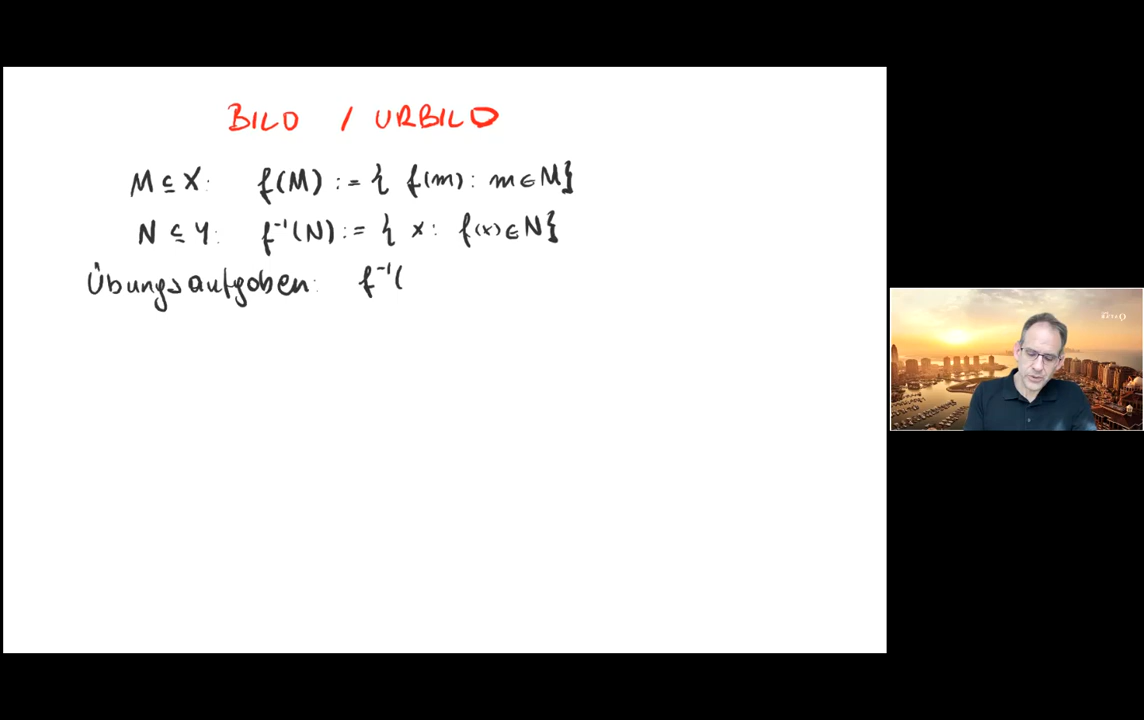 BILD / URBILD
M ⊆ X: f(M) := { f(m) : m ∈ M}
N ⊆ Y: f⁻¹(N) := { x : f(x) ∈ N}
Übungsaufgaben: f⁻¹(